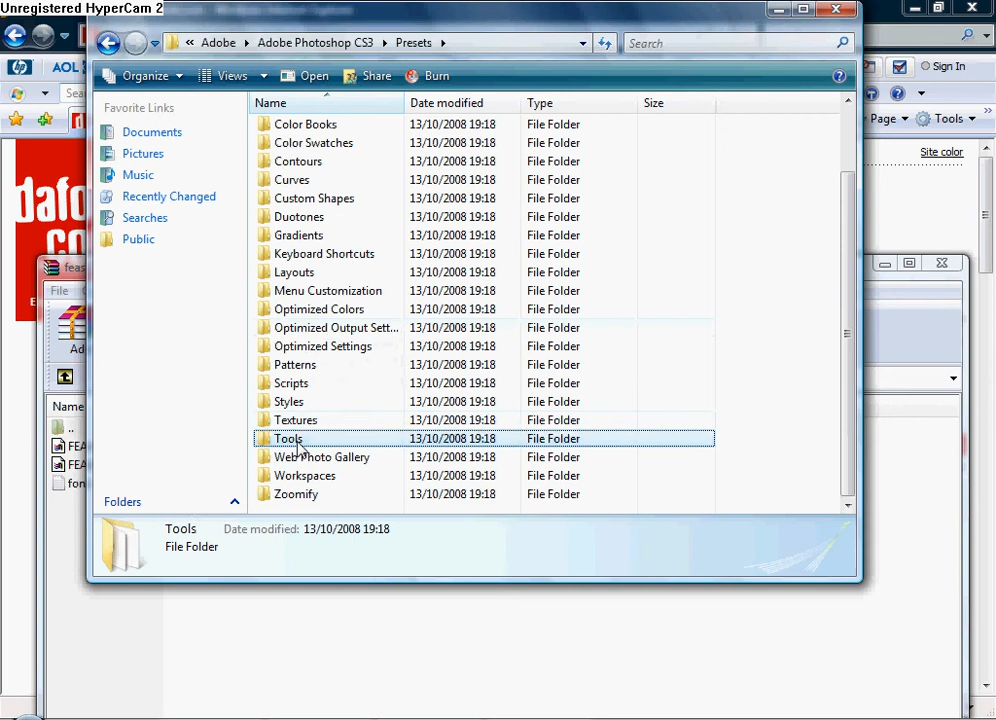 Unregistered HyperCam 2
« Adobe Adobe Photoshop CS3 Presets
Search
Organize Views Open Share Burn
AOL
Sign In
Sea
Page Tools
Site color
dafo
co
Favorite Links
Documents
Pictures
Music
Recently Changed
Searches
Public
Folders
Name Date modified Type Size
Color Books 13/10/2008 19:18 File Folder
Color Swatches 13/10/2008 19:18 File Folder
Contours 13/10/2008 19:18 File Folder
Curves 13/10/2008 19:18 File Folder
Custom Shapes 13/10/2008 19:18 File Folder
Duotones 13/10/2008 19:18 File Folder
Gradients 13/10/2008 19:18 File Folder
Keyboard Shortcuts 13/10/2008 19:18 File Folder
Layouts 13/10/2008 19:18 File Folder
Menu Customization 13/10/2008 19:18 File Folder
Optimized Colors 13/10/2008 19:18 File Folder
Optimized Output Sett... 13/10/2008 19:18 File Folder
Optimized Settings 13/10/2008 19:18 File Folder
Patterns 13/10/2008 19:18 File Folder
Scripts 13/10/2008 19:18 File Folder
Styles 13/10/2008 19:18 File Folder
Textures 13/10/2008 19:18 File Folder
Tools 13/10/2008 19:18 File Folder
Web Photo Gallery 13/10/2008 19:18 File Folder
Workspaces 13/10/2008 19:18 File Folder
Zoomify 13/10/2008 19:18 File Folder
Tools Date modified: 13/10/2008 19:18
File Folder
feas
File
Ad
Name
..
FEA
FEA
fon